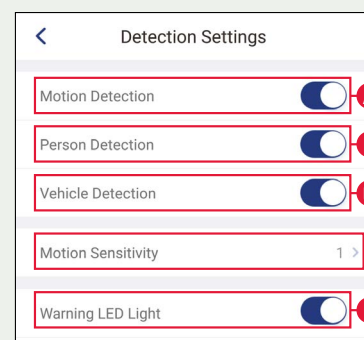 Detection Settings
Motion Detection
Person Detection
Vehicle Detection
Motion Sensitivity 1
Warning LED Light